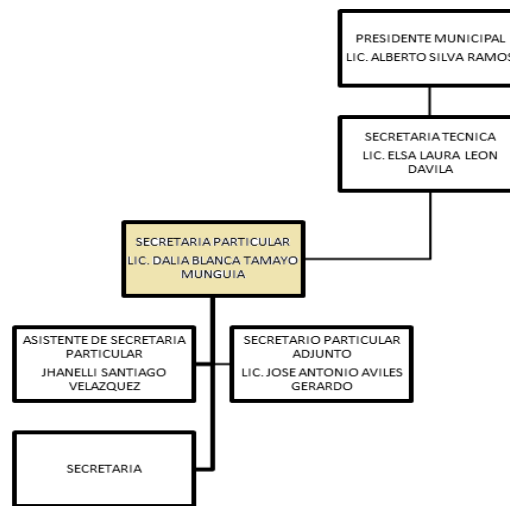 PRESIDENTE MUNICIPAL
LIC. ALBERTO SILVA RAMOS
SECRETARIA TECNICA
LIC. ELSA LAURA LEON
DAVILA
SECRETARIA PARTICULAR
LIC. DALIA BLANCA TAMAYO
MUNGUIA
ASISTENTE DE SECRETARIA
PARTICULAR
JHANELLI SANTIAGO
VELAZQUEZ
SECRETARIO PARTICULAR
ADJUNTO
LIC. JOSE ANTONIO AVILES
GERARDO
SECRETARIA